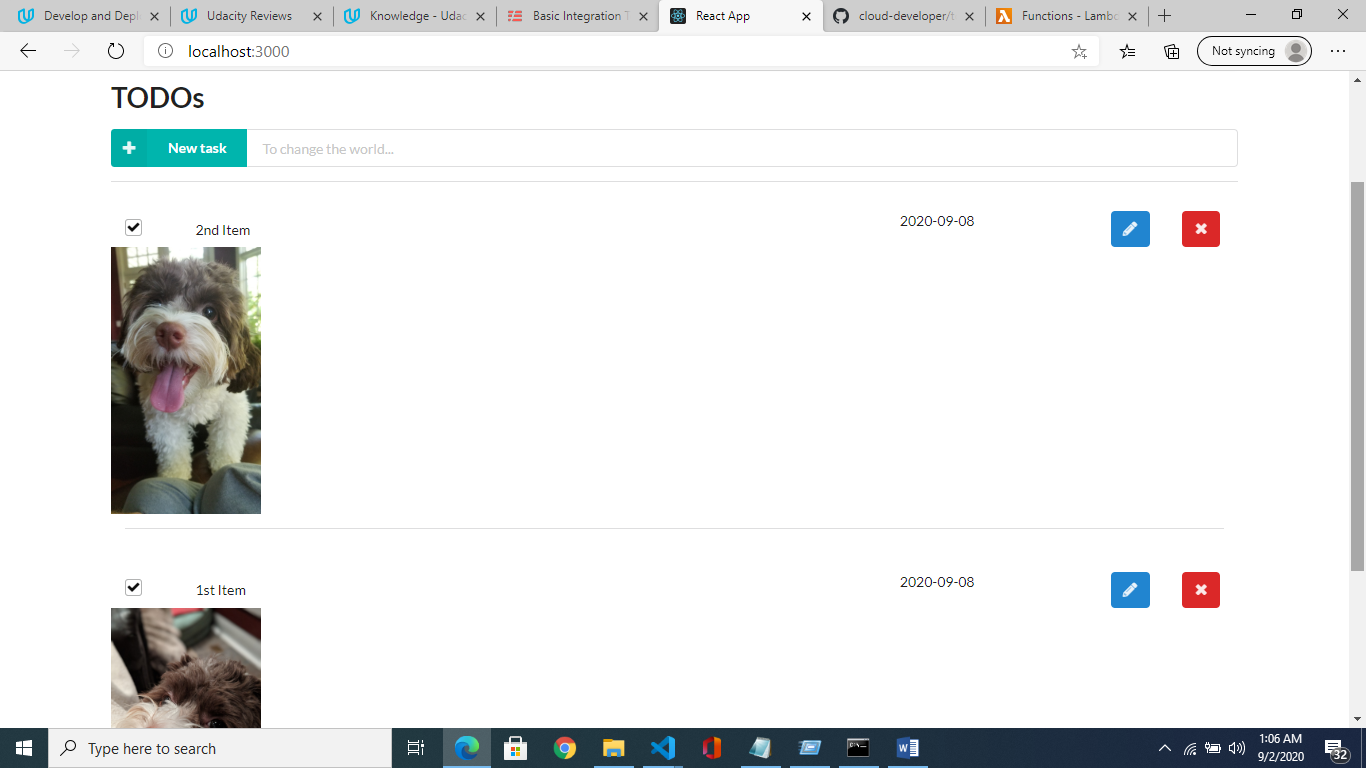 Develop and Depl
Udacity Reviews
Knowledge - Udac
Basic Integration T
React App
cloud-developer/t
Functions - Lambd
localhost:3000
Not syncing
TODOs
New task
To change the world...
2nd Item
2020-09-08
1st Item
2020-09-08
Type here to search
1:06 AM
9/2/2020
32